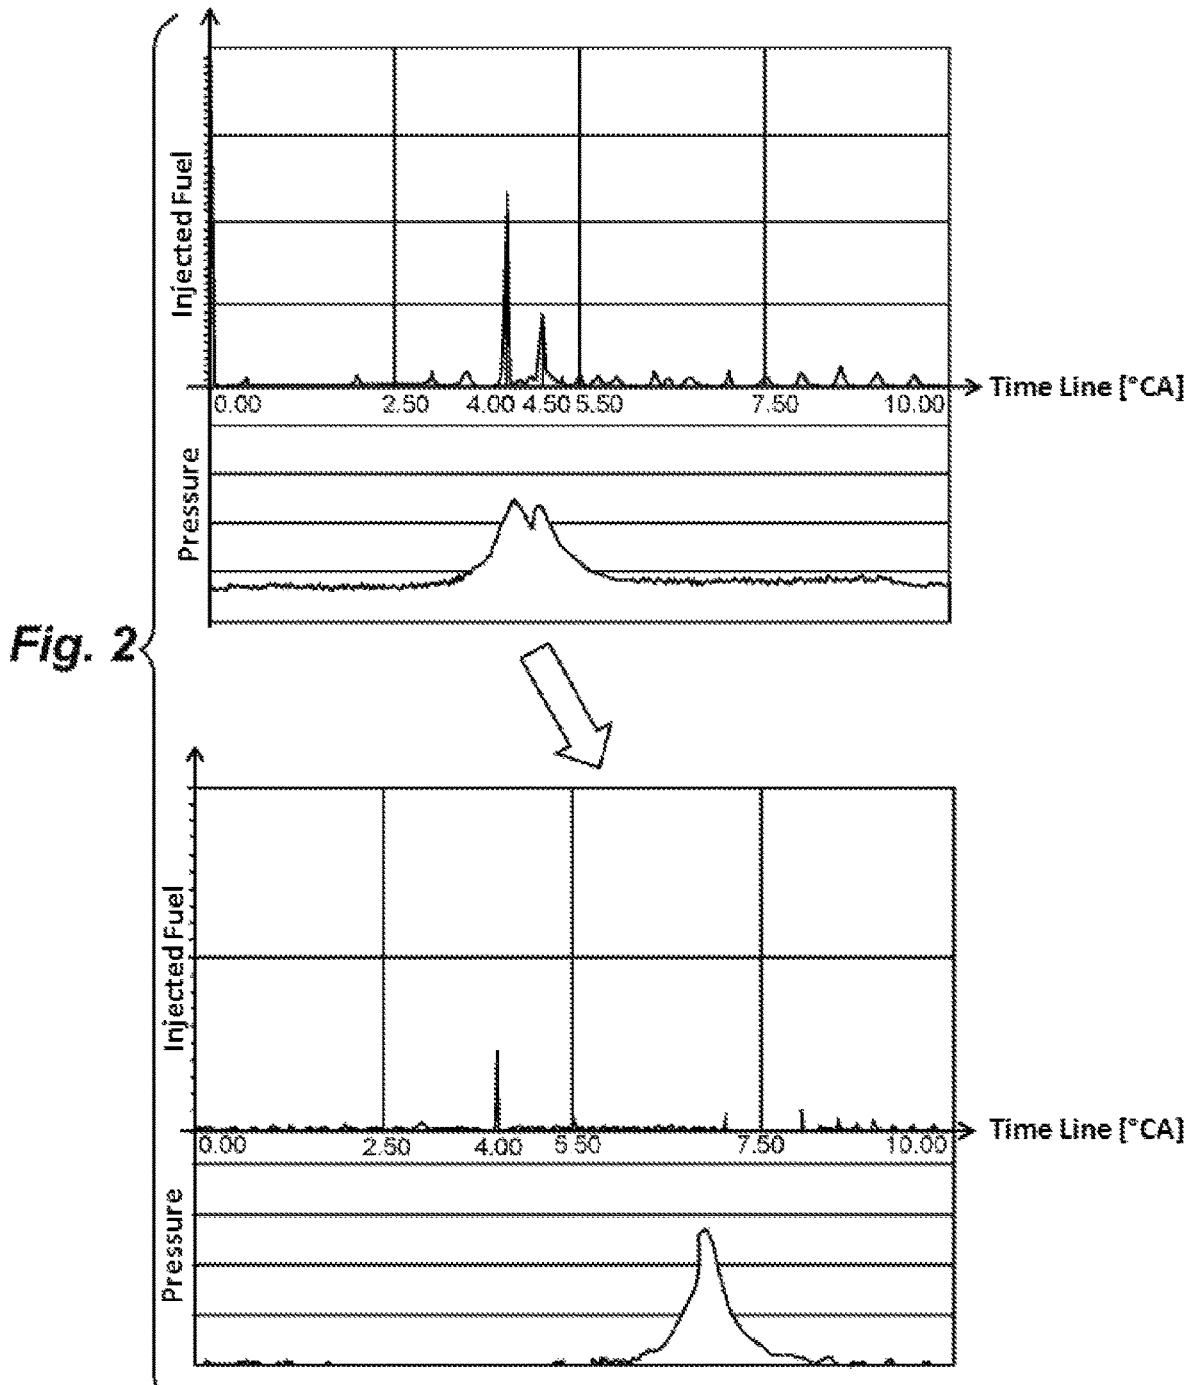 Injected Fuel
0.00 2.50 4.00 4.50 5.50 7.50 10.00 Time Line [°CA]
Pressure
Fig. 2
Injected Fuel
0.00 2.50 4.00 5.50 7.50 10.00 Time Line [°CA]
Pressure